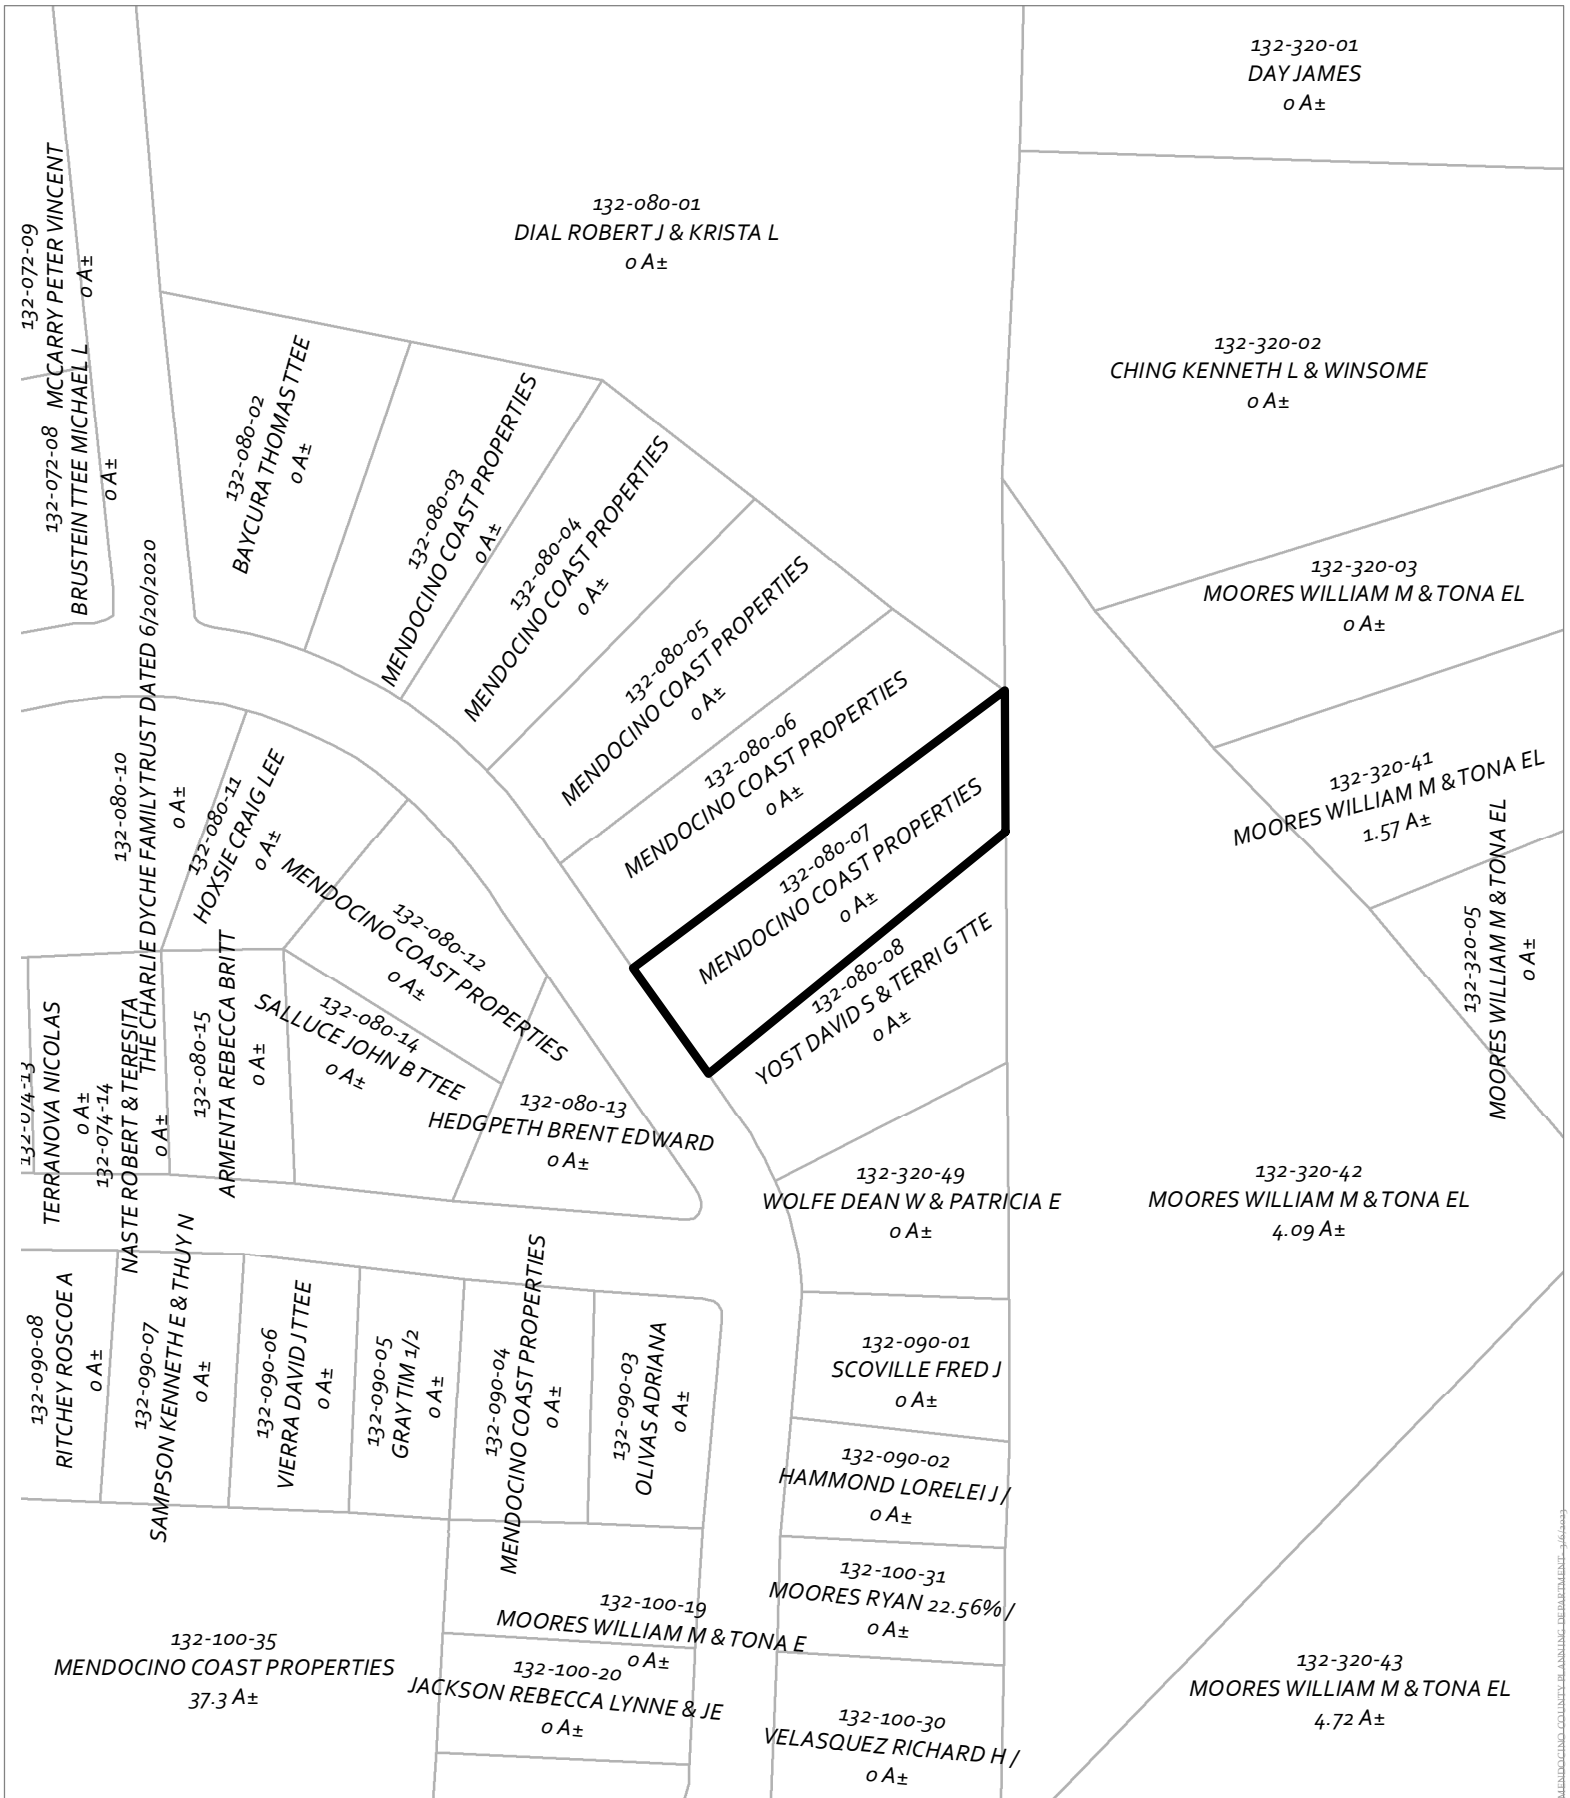 132-320-01
DAY JAMES
0 A±
132-080-01
DIAL ROBERT J & KRISTA L
0 A±
132-072-09
MCCARRY PETER VINCENT
0 A±
132-072-08
BRUSTEIN TTEE MICHAEL L
0 A±
132-320-02
CHING KENNETH L & WINSOME
0 A±
132-080-02
BAYCURA THOMAS TTEE
0 A±
132-080-03
MENDOCINO COAST PROPERTIES
0 A±
132-080-04
MENDOCINO COAST PROPERTIES
0 A±
132-080-05
MENDOCINO COAST PROPERTIES
0 A±
132-080-06
MENDOCINO COAST PROPERTIES
0 A±
132-080-07
MENDOCINO COAST PROPERTIES
0 A±
132-080-08
YOST DAVID S & TERRI G TTE
0 A±
132-320-03
MOORES WILLIAM M & TONA EL
0 A±
132-320-41
MOORES WILLIAM M & TONA EL
1.57 A±
132-320-05
MOORES WILLIAM M & TONA EL
0 A±
132-080-10
THE CHARLIE DYCHE FAMILY TRUST DATED 6/20/2020
0 A±
132-080-11
HOXSIE CRAIG LEE
0 A±
132-080-12
MENDOCINO COAST PROPERTIES
0 A±
132-080-14
SALLUCE JOHN B TTEE
0 A±
132-080-13
HEDGPETH BRENT EDWARD
0 A±
132-080-15
ARMENTA REBECCA BRITT
0 A±
132-074-13
TERRANOVA NICOLAS
0 A±
132-074-14
NASTE ROBERT & TERESITA
0 A±
132-320-49
WOLFE DEAN W & PATRICIA E
0 A±
132-320-42
MOORES WILLIAM M & TONA EL
4.09 A±
132-090-08
RITCHEY ROSCOE A
0 A±
132-090-07
SAMPSON KENNETH E & THUY N
0 A±
132-090-06
VIERRA DAVID J TTEE
0 A±
132-090-05
GRAY TIM 1/2
0 A±
132-090-04
MENDOCINO COAST PROPERTIES
0 A±
132-090-03
OLIVAS ADRIANA
0 A±
132-090-01
SCOVILLE FRED J
0 A±
132-090-02
HAMMOND LORELEI J /
0 A±
132-100-31
MOORES RYAN 22.56% /
0 A±
132-100-19
MOORES WILLIAM M & TONA E
0 A±
132-100-20
JACKSON REBECCA LYNNE & JE
0 A±
132-100-35
MENDOCINO COAST PROPERTIES
37.3 A±
132-100-30
VELASQUEZ RICHARD H /
0 A±
132-320-43
MOORES WILLIAM M & TONA EL
4.72 A±
MENDOCINO COUNTY PLANNING DEPARTMENT- 3/6/2023